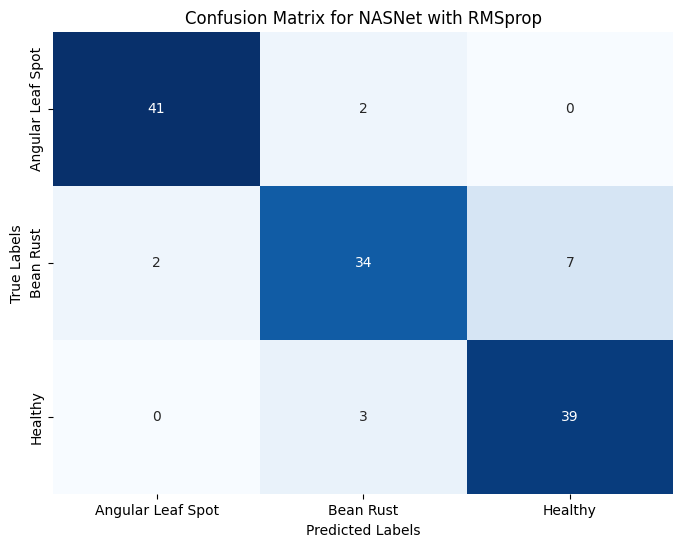 Confusion Matrix for NASNet with RMSprop
True Labels
Angular Leaf Spot
41 2 0
Bean Rust
2 34 7
Healthy
0 3 39
Angular Leaf Spot Bean Rust Healthy
Predicted Labels